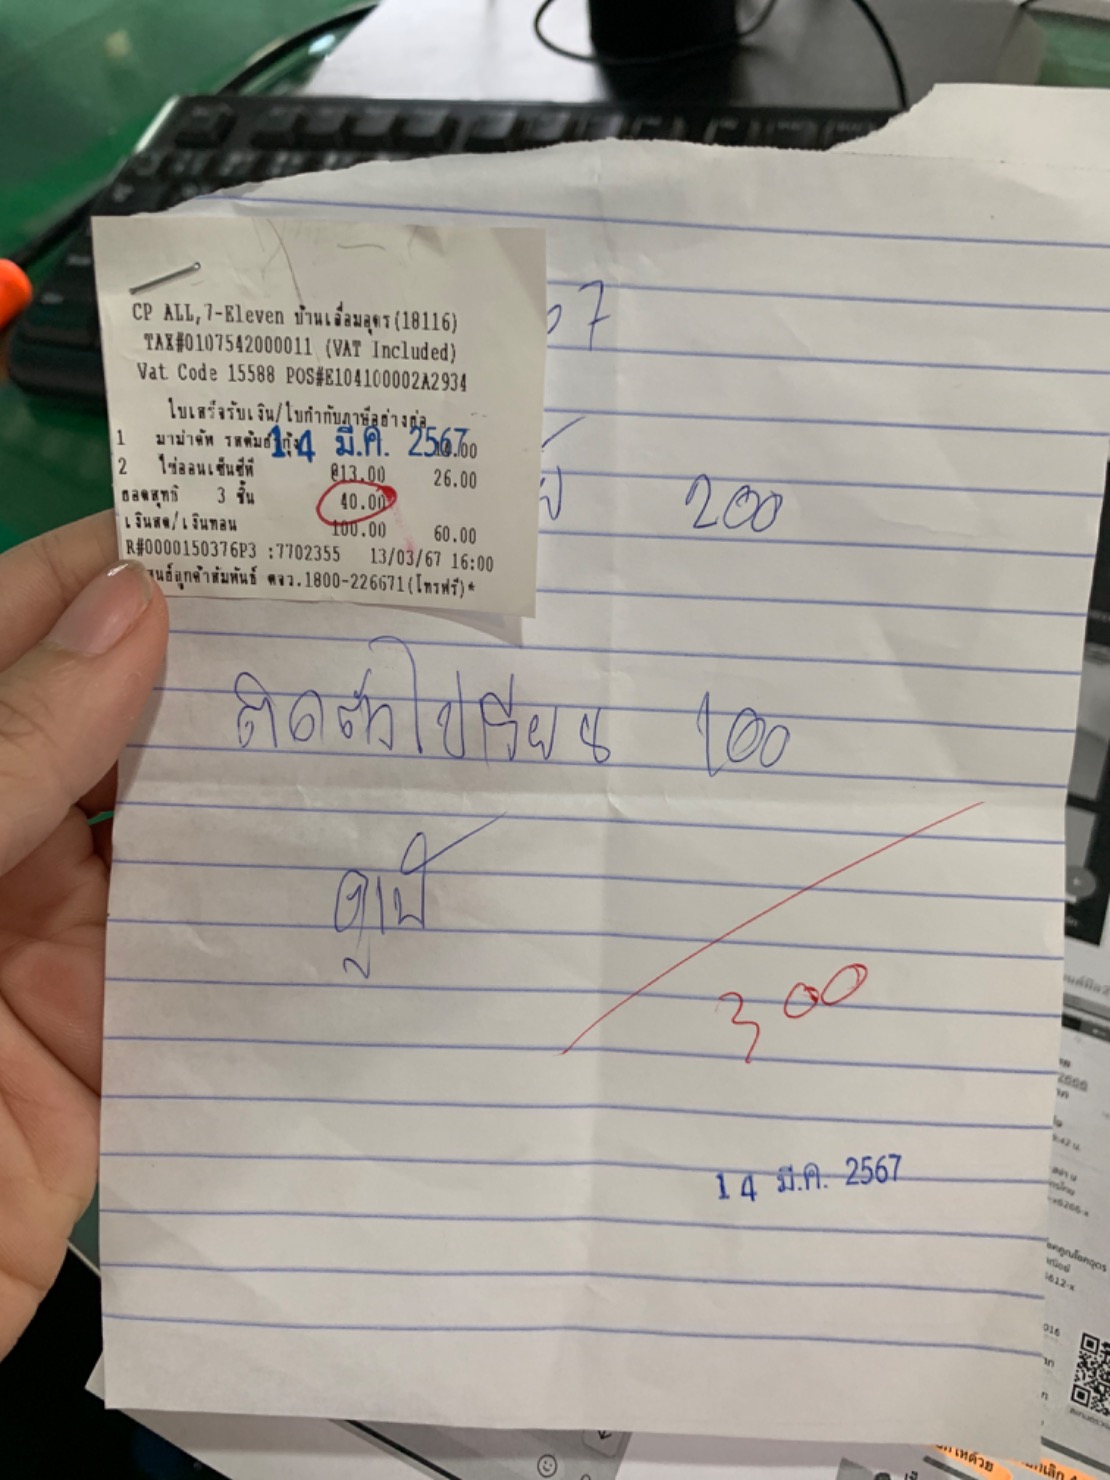 CP ALL,7-Eleven บ้านเลื่อมอุดร(18116)
TAX#0107542000011 (VAT Included)
Vat Code 15588 POS#E104100002A2934
ใบเสร็จรับเงิน/ใบกำกับภาษีอย่างย่อ
1 มาม่าคัพ รสต้มยำกุ้ง 14.00
14 มี.ค. 2567
2 ไข่ออนเซ็นซีพี @13.00 26.00
ยอดสุทธิ 3 ชิ้น 40.00
เงินสด/เงินทอน 100.00 60.00
R#0000150376P3 :7702355 13/03/67 16:00
ศูนย์ลูกค้าสัมพันธ์ ตจว.1800-226671(โทรฟรี)*
67
200
ติดตัวไปเรียน 100
300
14 มี.ค. 2567